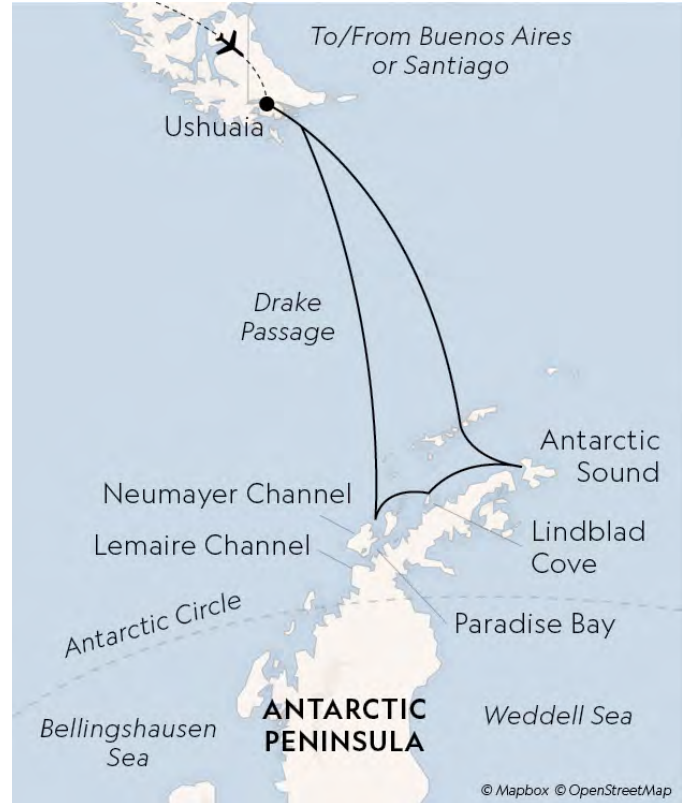 To/From Buenos Aires
or Santiago
Ushuaia
Drake
Passage
Antarctic
Sound
Neumayer Channel
Lindblad
Cove
Lemaire Channel
Antarctic Circle
Paradise Bay
ANTARCTIC
PENINSULA
Weddell Sea
Bellingshausen
Sea
© Mapbox © OpenStreetMap